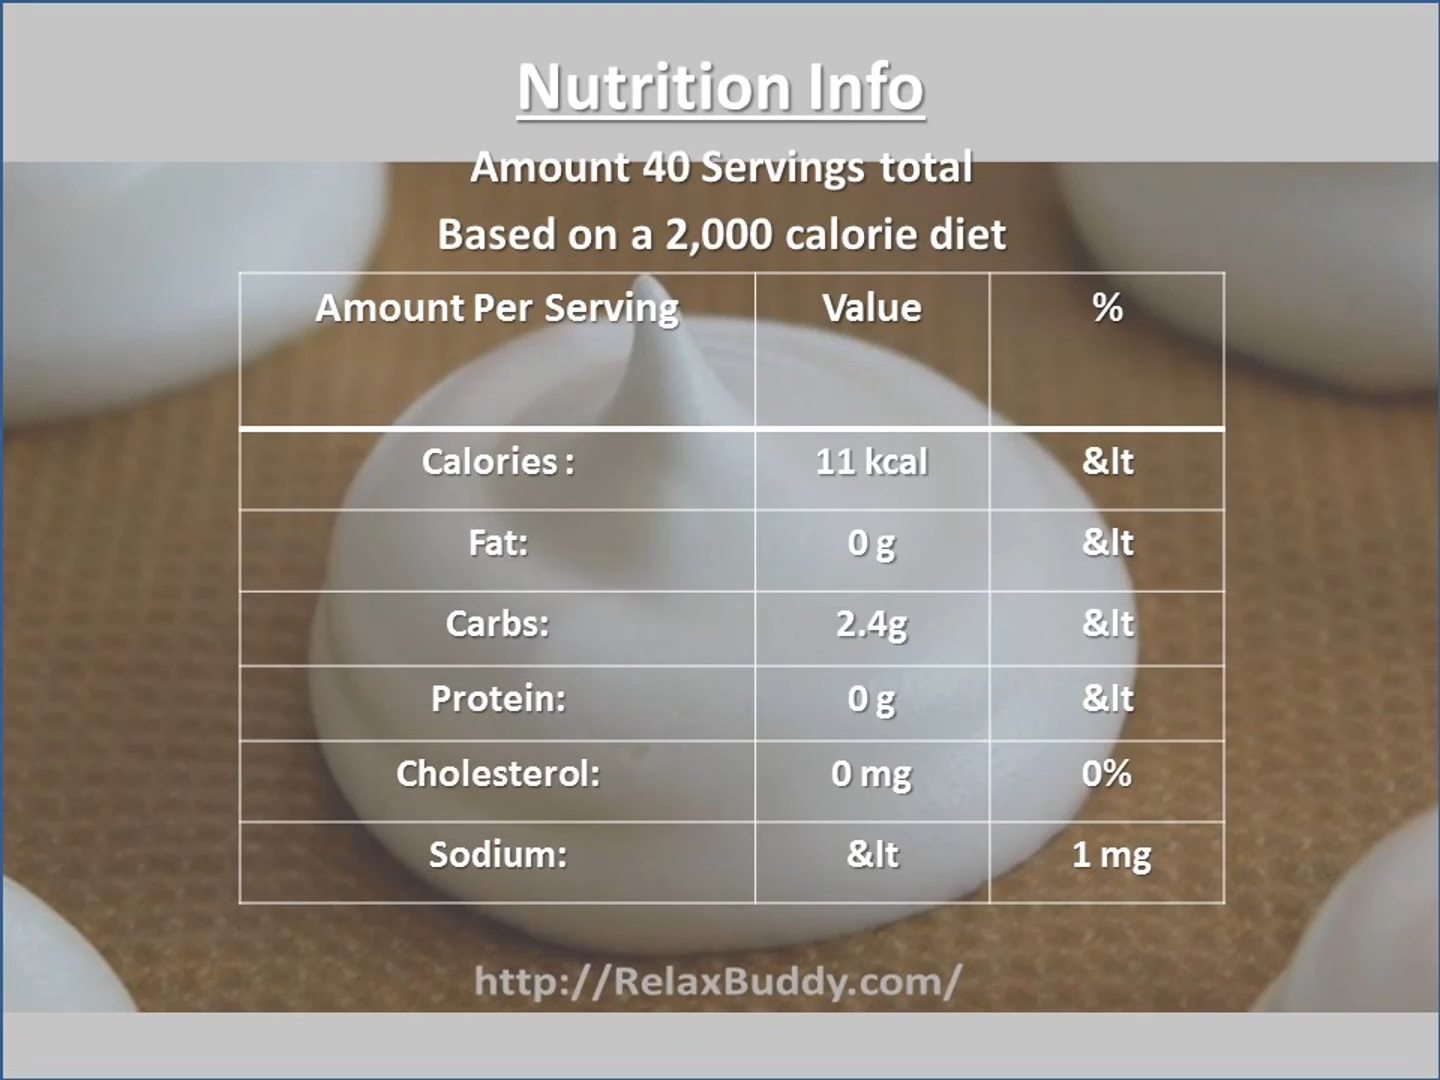 Nutrition Info
Amount 40 Servings total
Based on a 2,000 calorie diet
Amount Per Serving Value %
Calories : 11 kcal &lt
Fat: 0 g &lt
Carbs: 2.4g &lt
Protein: 0 g &lt
Cholesterol: 0 mg 0%
Sodium: &lt 1 mg
http://RelaxBuddy.com/